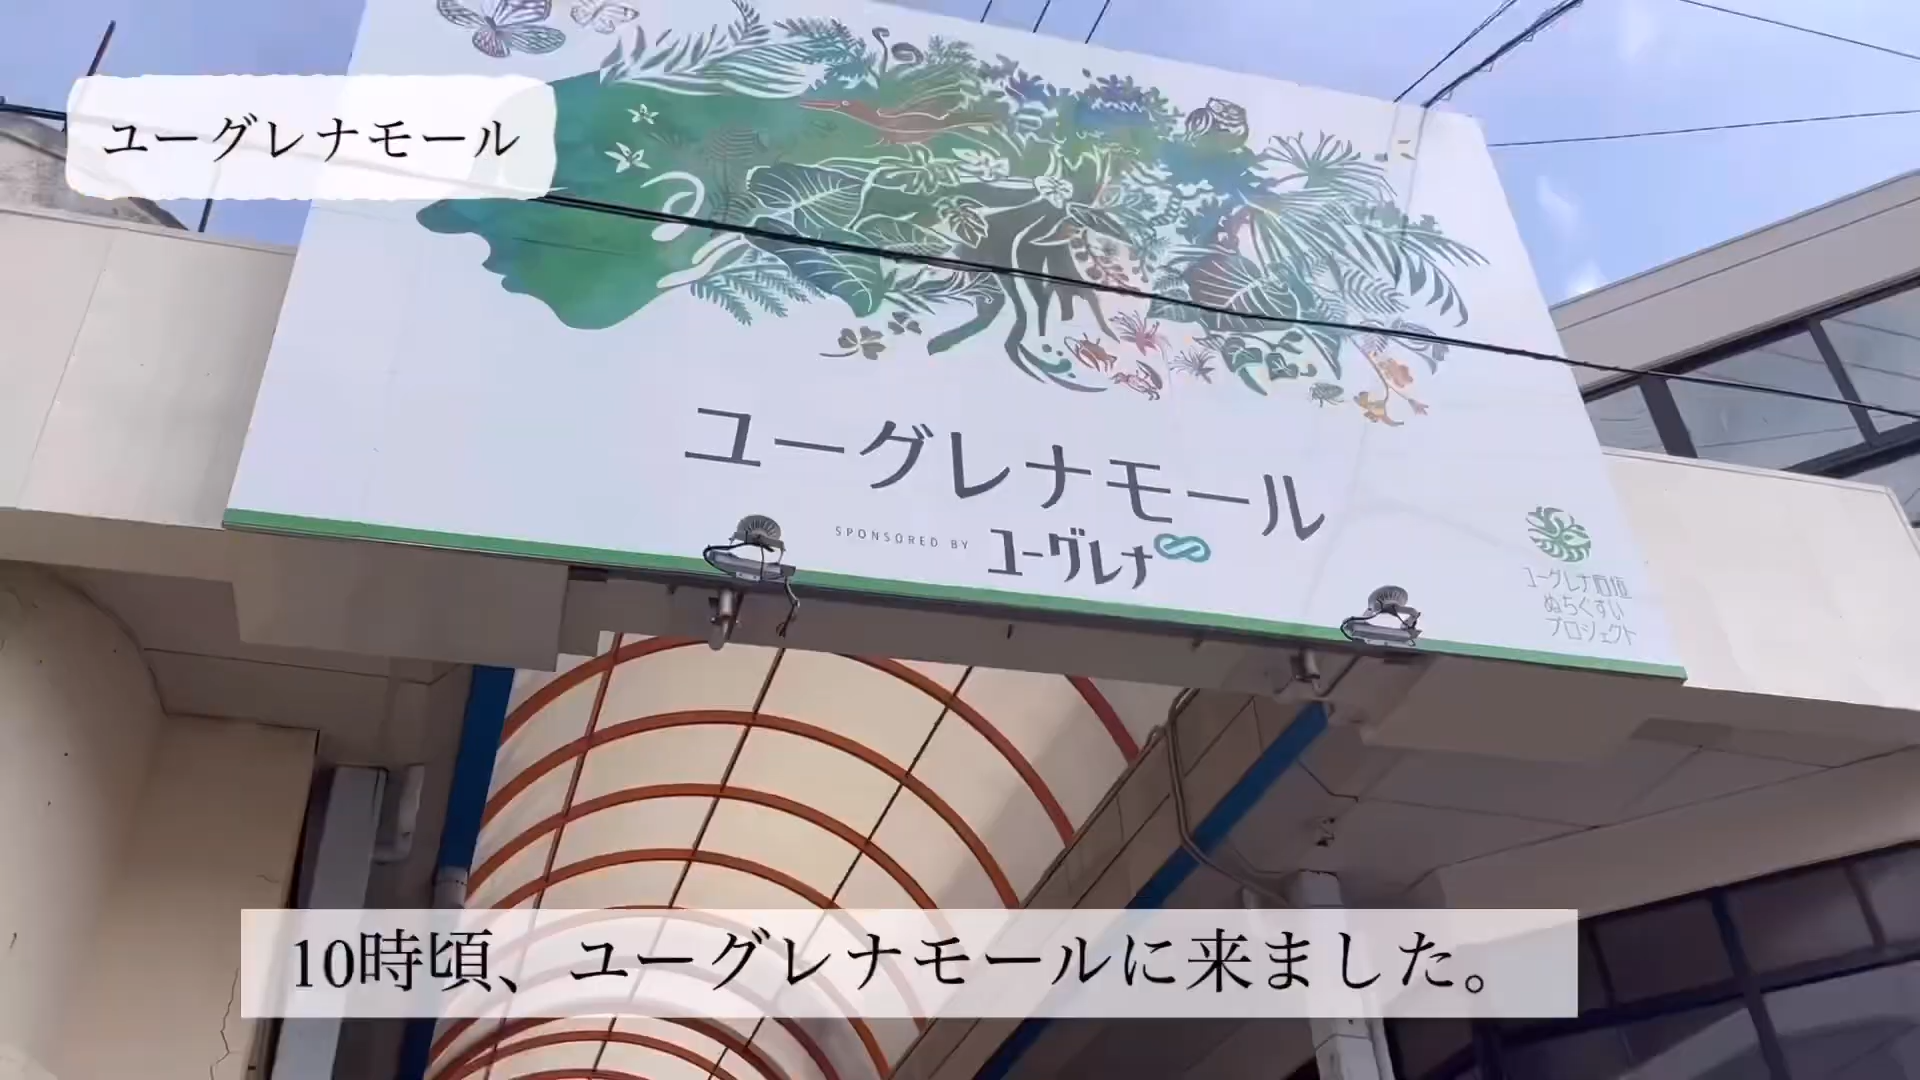 ユーグレナモール
ユーグレナモール
SPONSORED BY ユーグレナ
ユーグレナ石垣
ぬちぐすい
プロジェクト
10時頃、ユーグレナモールに来ました。